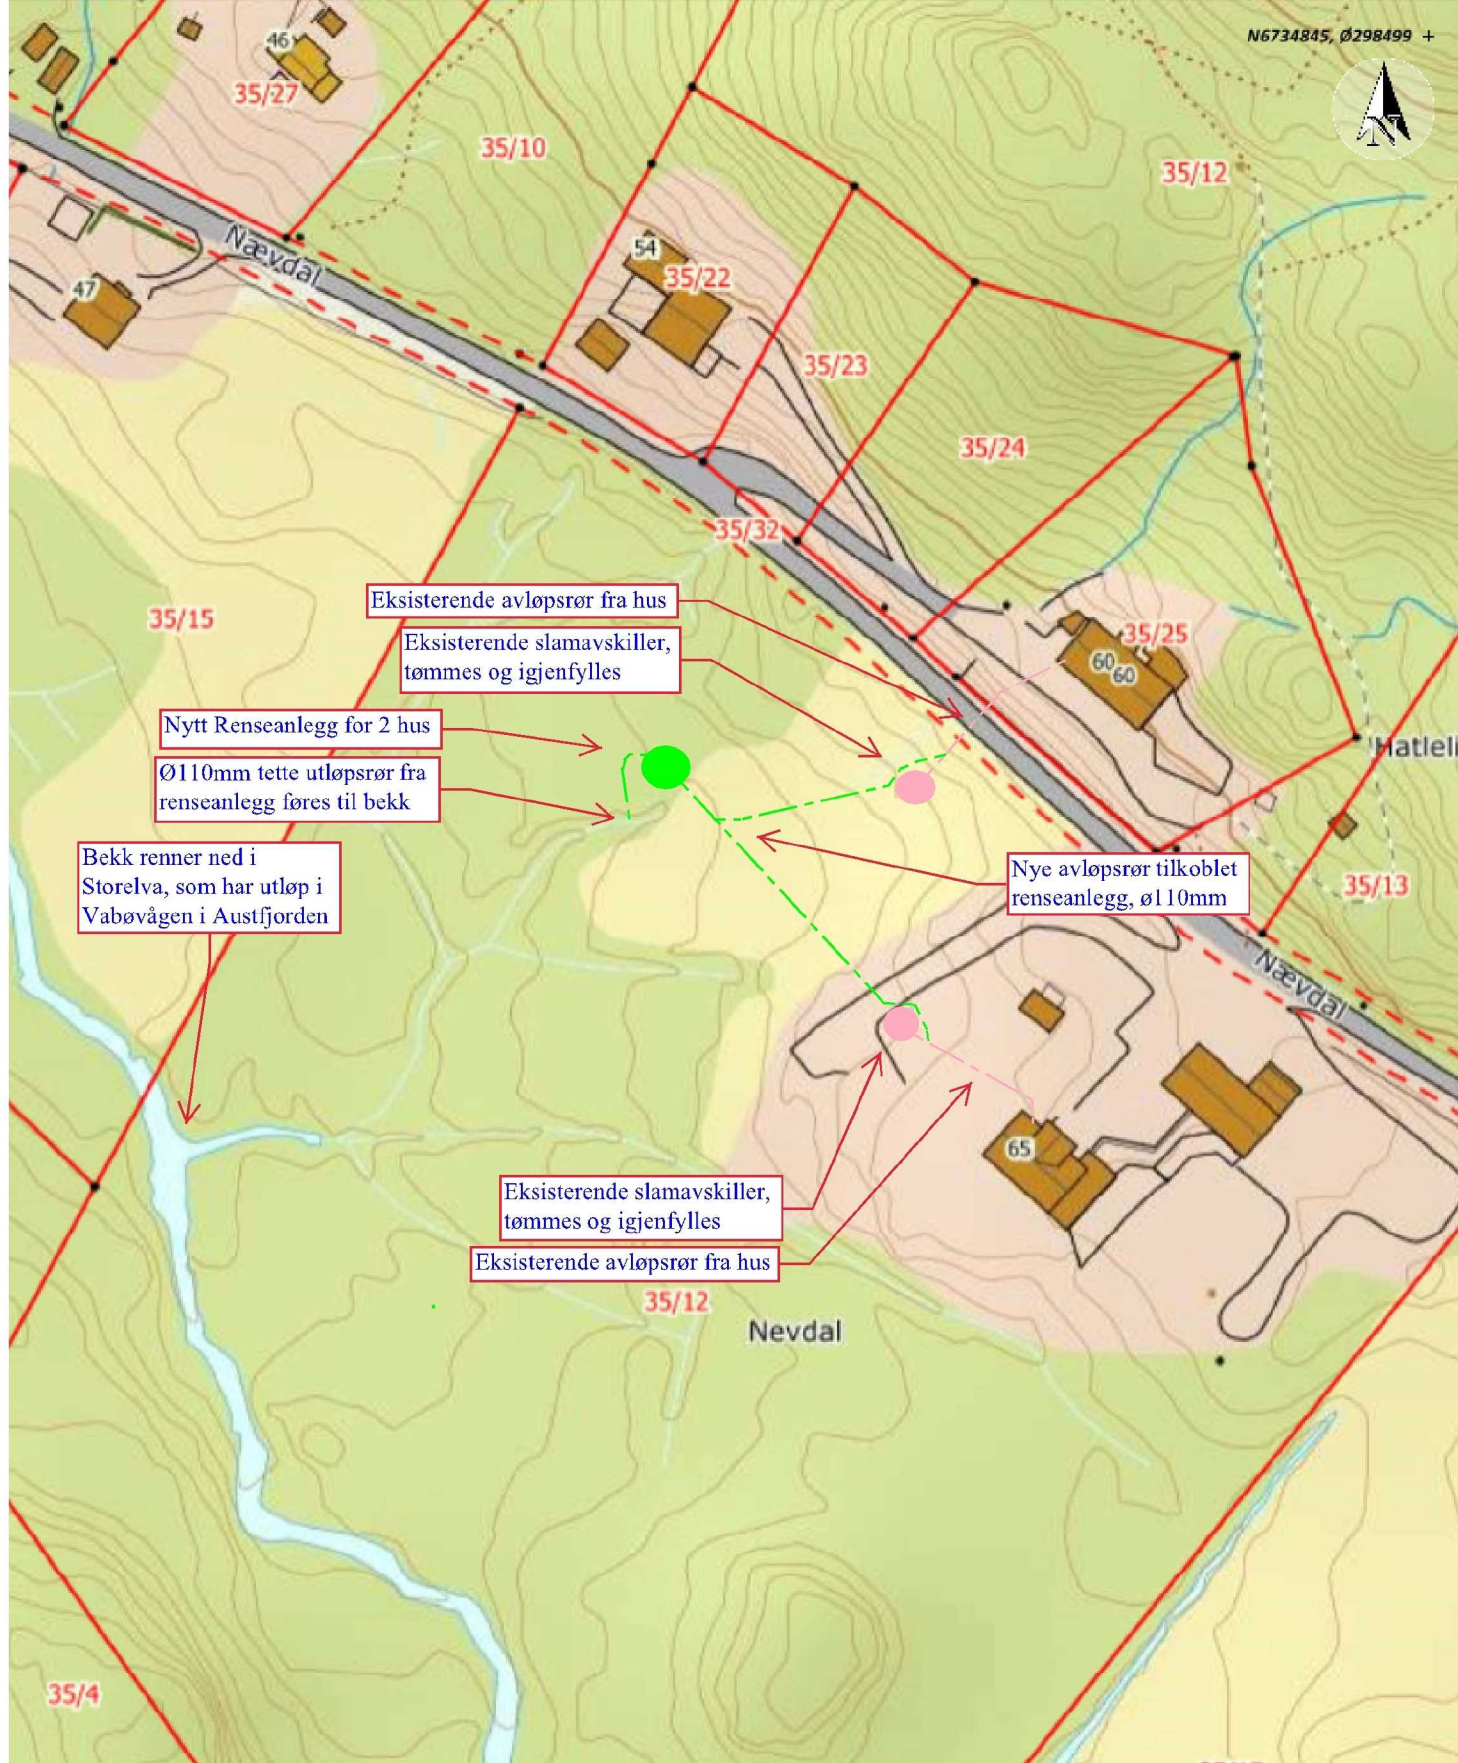 N6734845, Ø298499 +
N
46
35/27
35/10
35/12
54
35/22
Nævdal
47
35/23
35/24
35/32
Eksisterende avløpsrør fra hus
35/15
Eksisterende slamavskiller,
tømmes og igjenfylles
35/25
60
60
Nytt Renseanlegg for 2 hus
Hatleli
Ø110mm tette utløpsrør fra
renseanlegg føres til bekk
Bekk renner ned i
Storelva, som har utløp i
Vabøvågen i Austfjorden
Nye avløpsrør tilkoblet
renseanlegg, ø110mm
35/13
Nævdal
65
Eksisterende slamavskiller,
tømmes og igjenfylles
Eksisterende avløpsrør fra hus
35/12
Nevdal
35/4